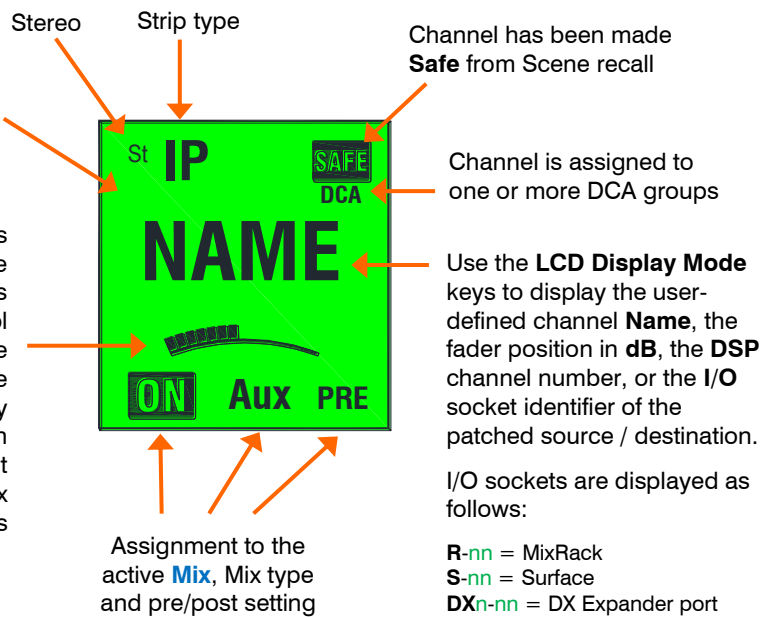 Stereo
Strip type
Channel has been made
Safe from Scene recall
St IP
SAFE
DCA
Channel is assigned to
one or more DCA groups
NAME
Use the LCD Display Mode
keys to display the user-
defined channel Name, the
fader position in dB, the DSP
channel number, or the I/O
socket identifier of the
patched source / destination.
ON Aux PRE
I/O sockets are displayed as
follows:
R-nn = MixRack
S-nn = Surface
DXn-nn = DX Expander port
Assignment to the
active Mix, Mix type
and pre/post setting